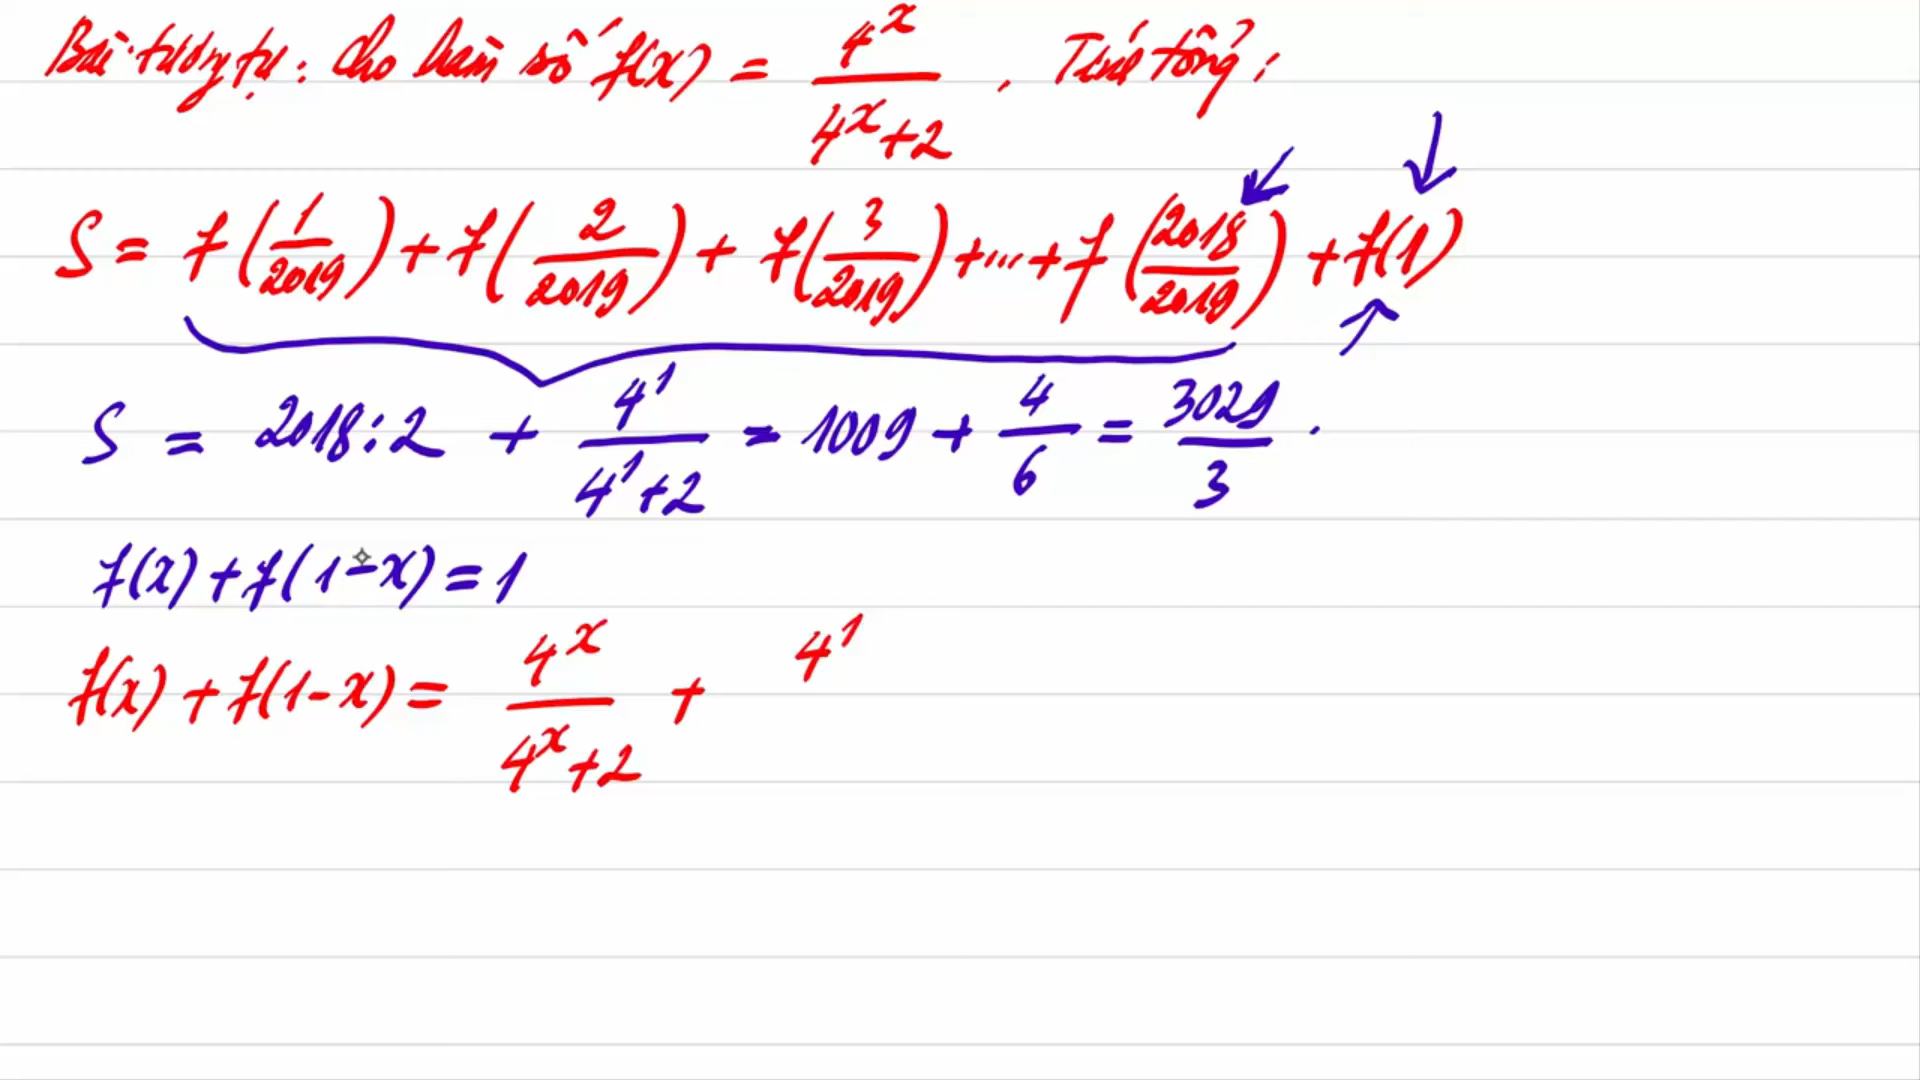 Bài tương tự : Cho hàm số f(x) = 4^x / (4^x + 2) . Tính tổng :
S = f(1/2019) + f(2/2019) + f(3/2019) + ... + f(2018/2019) + f(1)
S = 2018 : 2 + 4^1 / (4^1 + 2) = 1009 + 4/6 = 3029/3 .
f(x) + f(1 - x) = 1
f(x) + f(1 - x) = 4^x / (4^x + 2) + 4^1